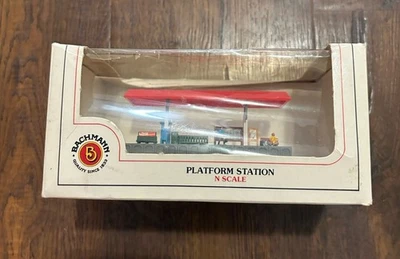 BACHMANN
B
QUALITY SINCE 1833
PLATFORM STATION
N SCALE